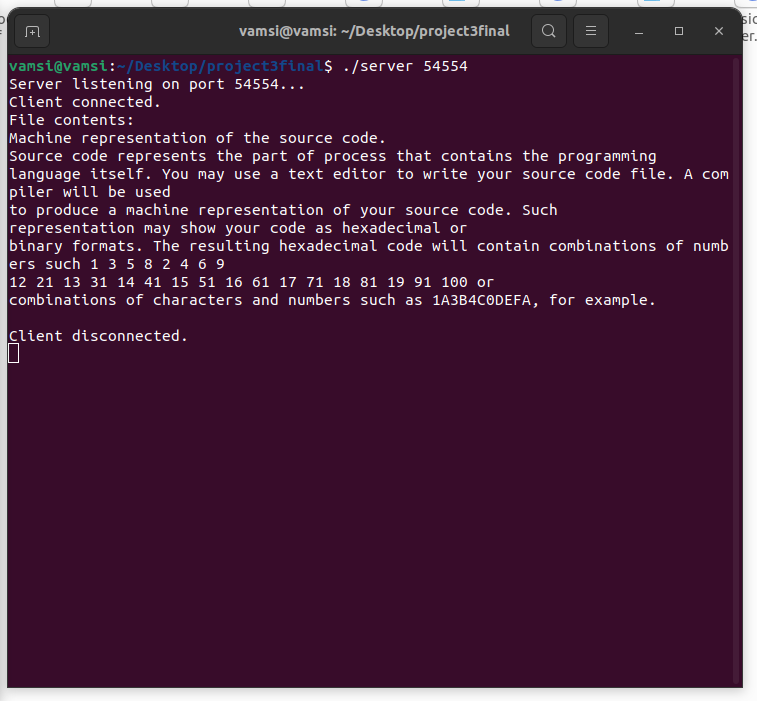 vamsi@vamsi: ~/Desktop/project3final
vamsi@vamsi:~/Desktop/project3final$ ./server 54554
Server listening on port 54554...
Client connected.
File contents:
Machine representation of the source code.
Source code represents the part of process that contains the programming
language itself. You may use a text editor to write your source code file. A com
piler will be used
to produce a machine representation of your source code. Such
representation may show your code as hexadecimal or
binary formats. The resulting hexadecimal code will contain combinations of numb
ers such 1 3 5 8 2 4 6 9
12 21 13 31 14 41 15 51 16 61 17 71 18 81 19 91 100 or
combinations of characters and numbers such as 1A3B4C0DEFA, for example.
Client disconnected.